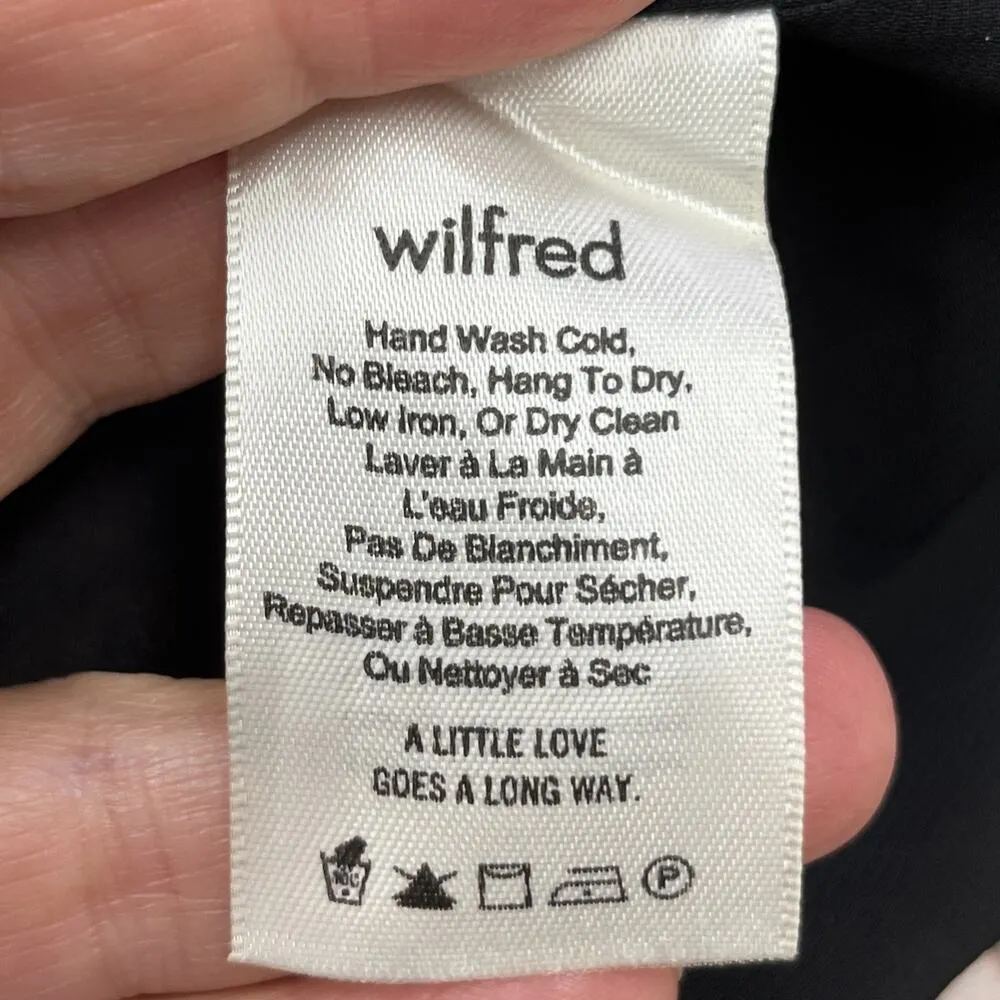 wilfred
Hand Wash Cold,
No Bleach, Hang To Dry,
Low Iron, Or Dry Clean
Laver à La Main à
L'eau Froide,
Pas De Blanchiment,
Suspendre Pour Sécher,
Repasser à Basse Température,
Ou Nettoyer à Sec
A LITTLE LOVE
GOES A LONG WAY.
P